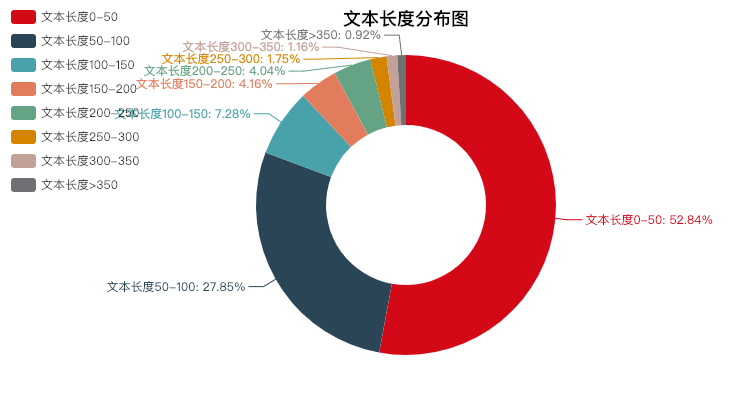 文本长度分布图
文本长度0-50
文本长度50-100
文本长度100-150
文本长度150-200
文本长度200-250
文本长度250-300
文本长度300-350
文本长度>350
文本长度>350: 0.92%
文本长度300-350: 1.16%
文本长度250-300: 1.75%
文本长度200-250: 4.04%
文本长度150-200: 4.16%
文本长度100-150: 7.28%
文本长度0-50: 52.84%
文本长度50-100: 27.85%